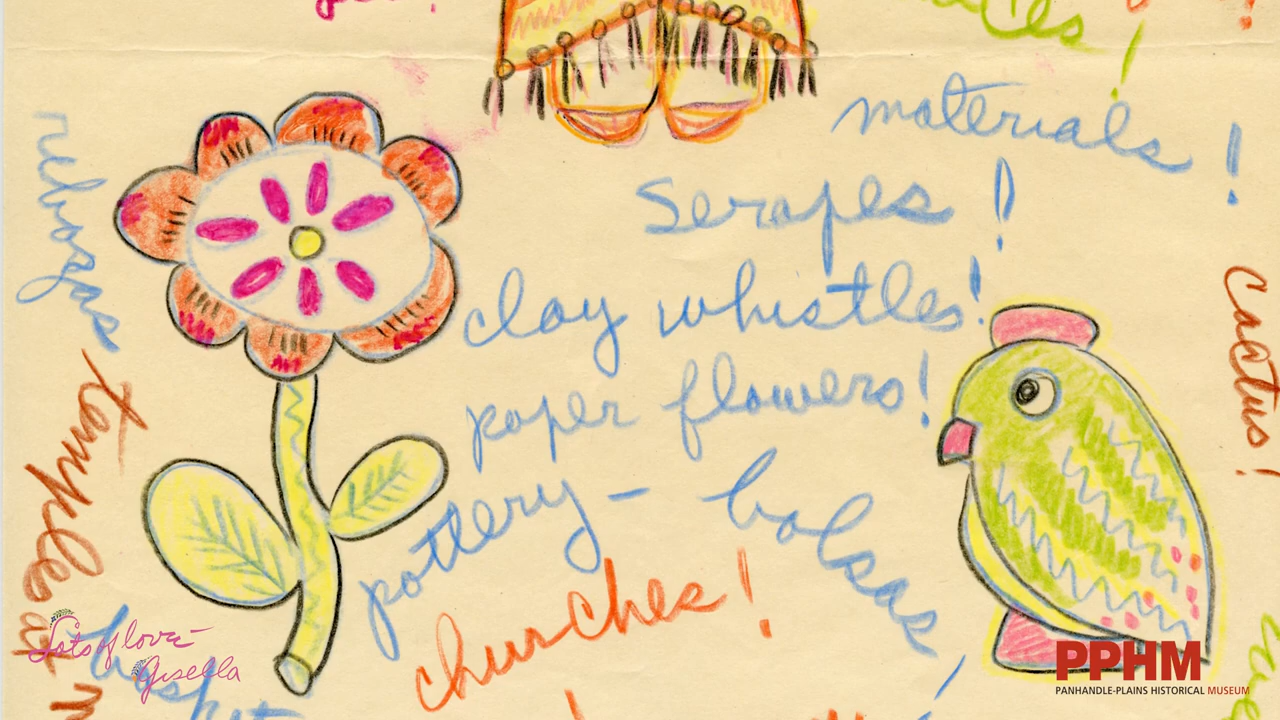 materials!
Serapes!
clay whistles!
paper flowers!
pottery - bolsas
churches!
rebozos
temples
cactus!
Lots of love -
Gisella
PPHM
PANHANDLE-PLAINS HISTORICAL MUSEUM